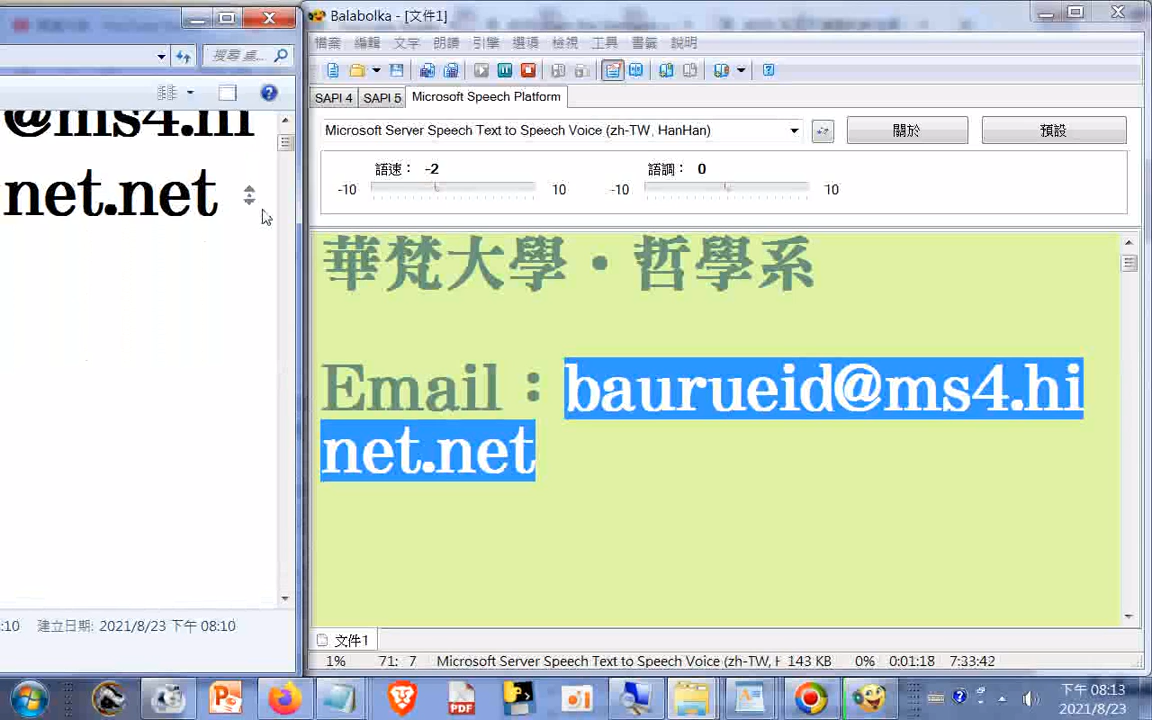 搜尋 桌...
@ms4.hi
net.net
:10 建立日期: 2021/8/23 下午 08:10
Balabolka - [文件1]
檔案 編輯 文字 朗讀 引擎 選項 檢視 工具 書籤 說明
SAPI 4 SAPI 5 Microsoft Speech Platform
Microsoft Server Speech Text to Speech Voice (zh-TW, HanHan) 關於 預設
語速： -2 語調： 0
-10 10 -10 10
華梵大學・哲學系
Email：baurueid@ms4.hi
net.net
文件1
1% 71: 7 Microsoft Server Speech Text to Speech Voice (zh-TW, H 143 KB 0% 0:01:18 7:33:42
PDF
下午 08:13
2021/8/23